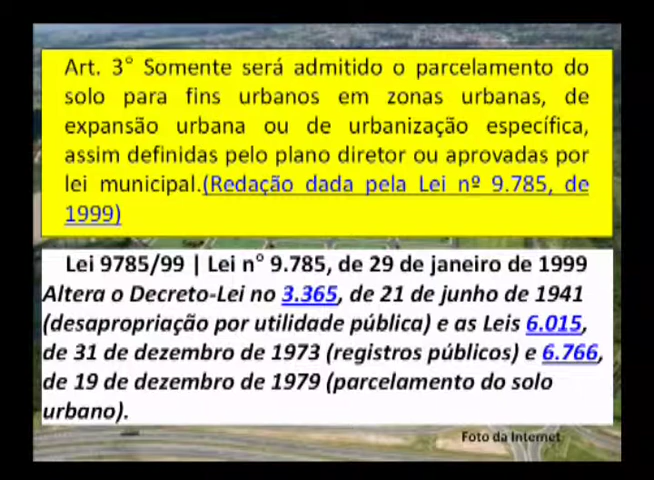 Art. 3° Somente será admitido o parcelamento do
solo para fins urbanos em zonas urbanas, de
expansão urbana ou de urbanização específica,
assim definidas pelo plano diretor ou aprovadas por
lei municipal.(Redação dada pela Lei nº 9.785, de
1999)
Lei 9785/99 | Lei n° 9.785, de 29 de janeiro de 1999
Altera o Decreto-Lei no 3.365, de 21 de junho de 1941
(desapropriação por utilidade pública) e as Leis 6.015,
de 31 de dezembro de 1973 (registros públicos) e 6.766,
de 19 de dezembro de 1979 (parcelamento do solo
urbano).
Foto da Internet